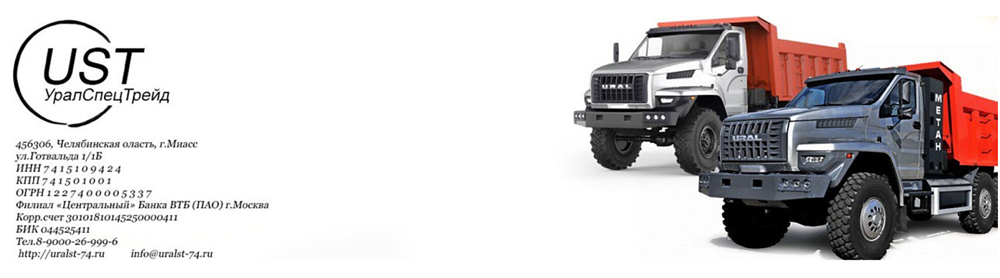 UST
УралСпецТрейд
456306, Челябинская оласть, г.Миасс
ул.Готвальда 1/1Б
ИНН 7 4 1 5 1 0 9 4 2 4
КПП 7 4 1 5 0 1 0 0 1
ОГРН 1 2 2 7 4 0 0 0 0 5 3 3 7
Филиал «Центральный» Банка ВТБ (ПАО) г.Москва
Корр.счет 30101810145250000411
БИК 044525411
Тел.8-9000-26-999-6
http://uralst-74.ru info@uralst-74.ru
URAL
URAL
МЕТАН